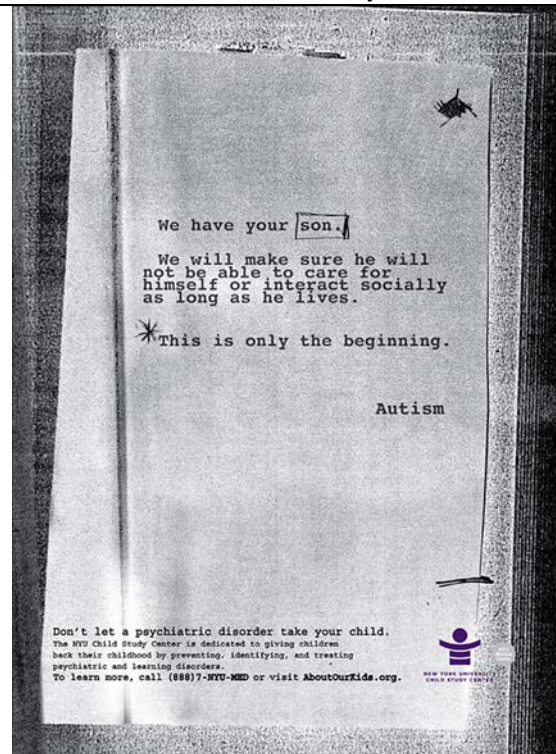 We have your son.
We will make sure he will
not be able to care for
himself or interact socially
as long as he lives.
This is only the beginning.
Autism
Don't let a psychiatric disorder take your child.
The NYU Child Study Center is dedicated to giving children
back their childhood by preventing, identifying, and treating
psychiatric and learning disorders.
To learn more, call (888)7-NYU-MED or visit AboutOurKids.org.
NEW YORK UNIVERSITY
CHILD STUDY CENTER